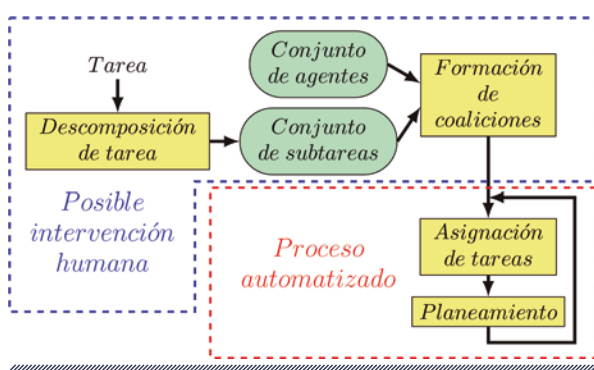 Tarea
Descomposición
de tarea
Conjunto
de agentes
Conjunto
de subtareas
Formación
de
coaliciones
Posible
intervención
humana
Proceso
automatizado
Asignación
de tareas
Planeamiento